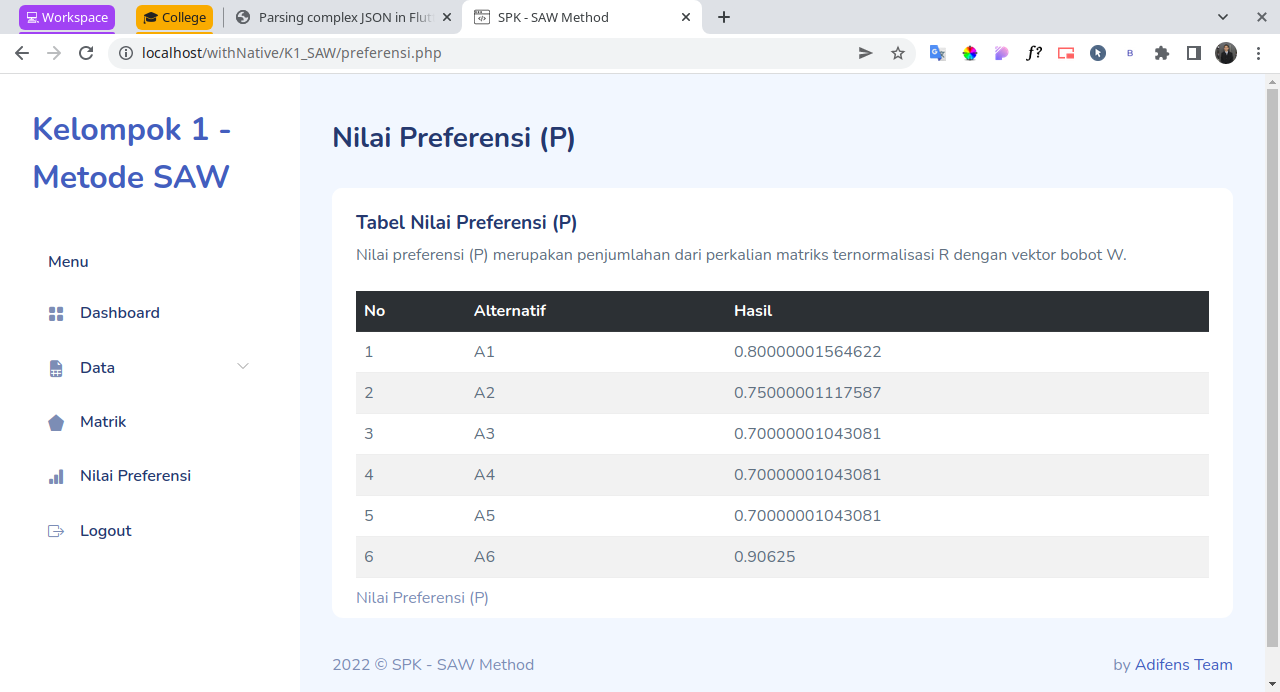 Workspace
College
Parsing complex JSON in Flut
SPK - SAW Method
localhost/withNative/K1_SAW/preferensi.php
f?
B
Kelompok 1 -
Metode SAW
Menu
Dashboard
Data
Matrik
Nilai Preferensi
Logout
Nilai Preferensi (P)
Tabel Nilai Preferensi (P)
Nilai preferensi (P) merupakan penjumlahan dari perkalian matriks ternormalisasi R dengan vektor bobot W.
No Alternatif Hasil
1 A1 0.80000001564622
2 A2 0.75000001117587
3 A3 0.70000001043081
4 A4 0.70000001043081
5 A5 0.70000001043081
6 A6 0.90625
Nilai Preferensi (P)
2022 © SPK - SAW Method
by Adifens Team